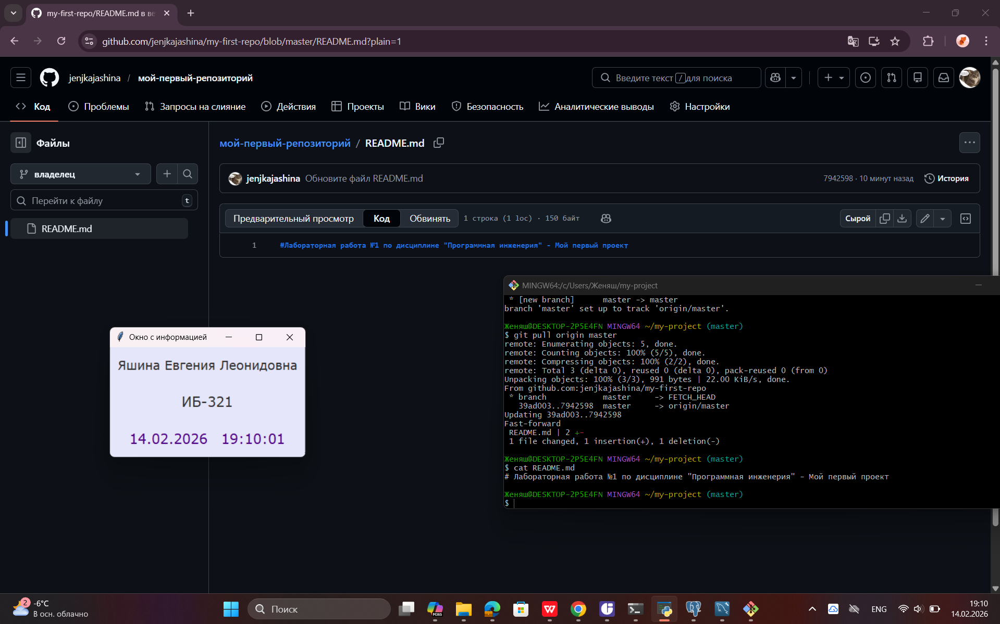 my-first-repo/README.md в ве
github.com/jenjkajashina/my-first-repo/blob/master/README.md?plain=1
jenjkajashina / мой-первый-репозиторий
Введите текст / для поиска
Код Проблемы Запросы на слияние Действия Проекты Вики Безопасность Аналитические выводы Настройки
Файлы
мой-первый-репозиторий / README.md
владелец
jenjkajashina Обновите файл README.md
7942598 · 10 минут назад История
Перейти к файлу t
Предварительный просмотр Код Обвинять 1 строка (1 loc) · 150 байт
Сырой
README.md
1 #Лабораторная работа №1 по дисциплине "Программная инженерия" - Мой первый проект
MINGW64:/c/Users/Женяш/my-project
* [new branch] master -> master
branch 'master' set up to track 'origin/master'.
Женяш@DESKTOP-2P5E4FN MINGW64 ~/my-project (master)
$ git pull origin master
remote: Enumerating objects: 5, done.
remote: Counting objects: 100% (5/5), done.
remote: Compressing objects: 100% (2/2), done.
remote: Total 3 (delta 0), reused 0 (delta 0), pack-reused 0 (from 0)
Unpacking objects: 100% (3/3), 991 bytes | 22.00 KiB/s, done.
From github.com:jenjkajashina/my-first-repo
* branch master -> FETCH_HEAD
39ad003..7942598 master -> origin/master
Updating 39ad003..7942598
Fast-forward
README.md | 2 +-
1 file changed, 1 insertion(+), 1 deletion(-)
Женяш@DESKTOP-2P5E4FN MINGW64 ~/my-project (master)
$ cat README.md
# Лабораторная работа №1 по дисциплине "Программная инженерия" - Мой первый проект
Женяш@DESKTOP-2P5E4FN MINGW64 ~/my-project (master)
$
Окно с информацией
Яшина Евгения Леонидовна
ИБ-321
14.02.2026 19:10:01
2
-6°C
В осн. облачно
Поиск
M365
ENG
19:10
14.02.2026